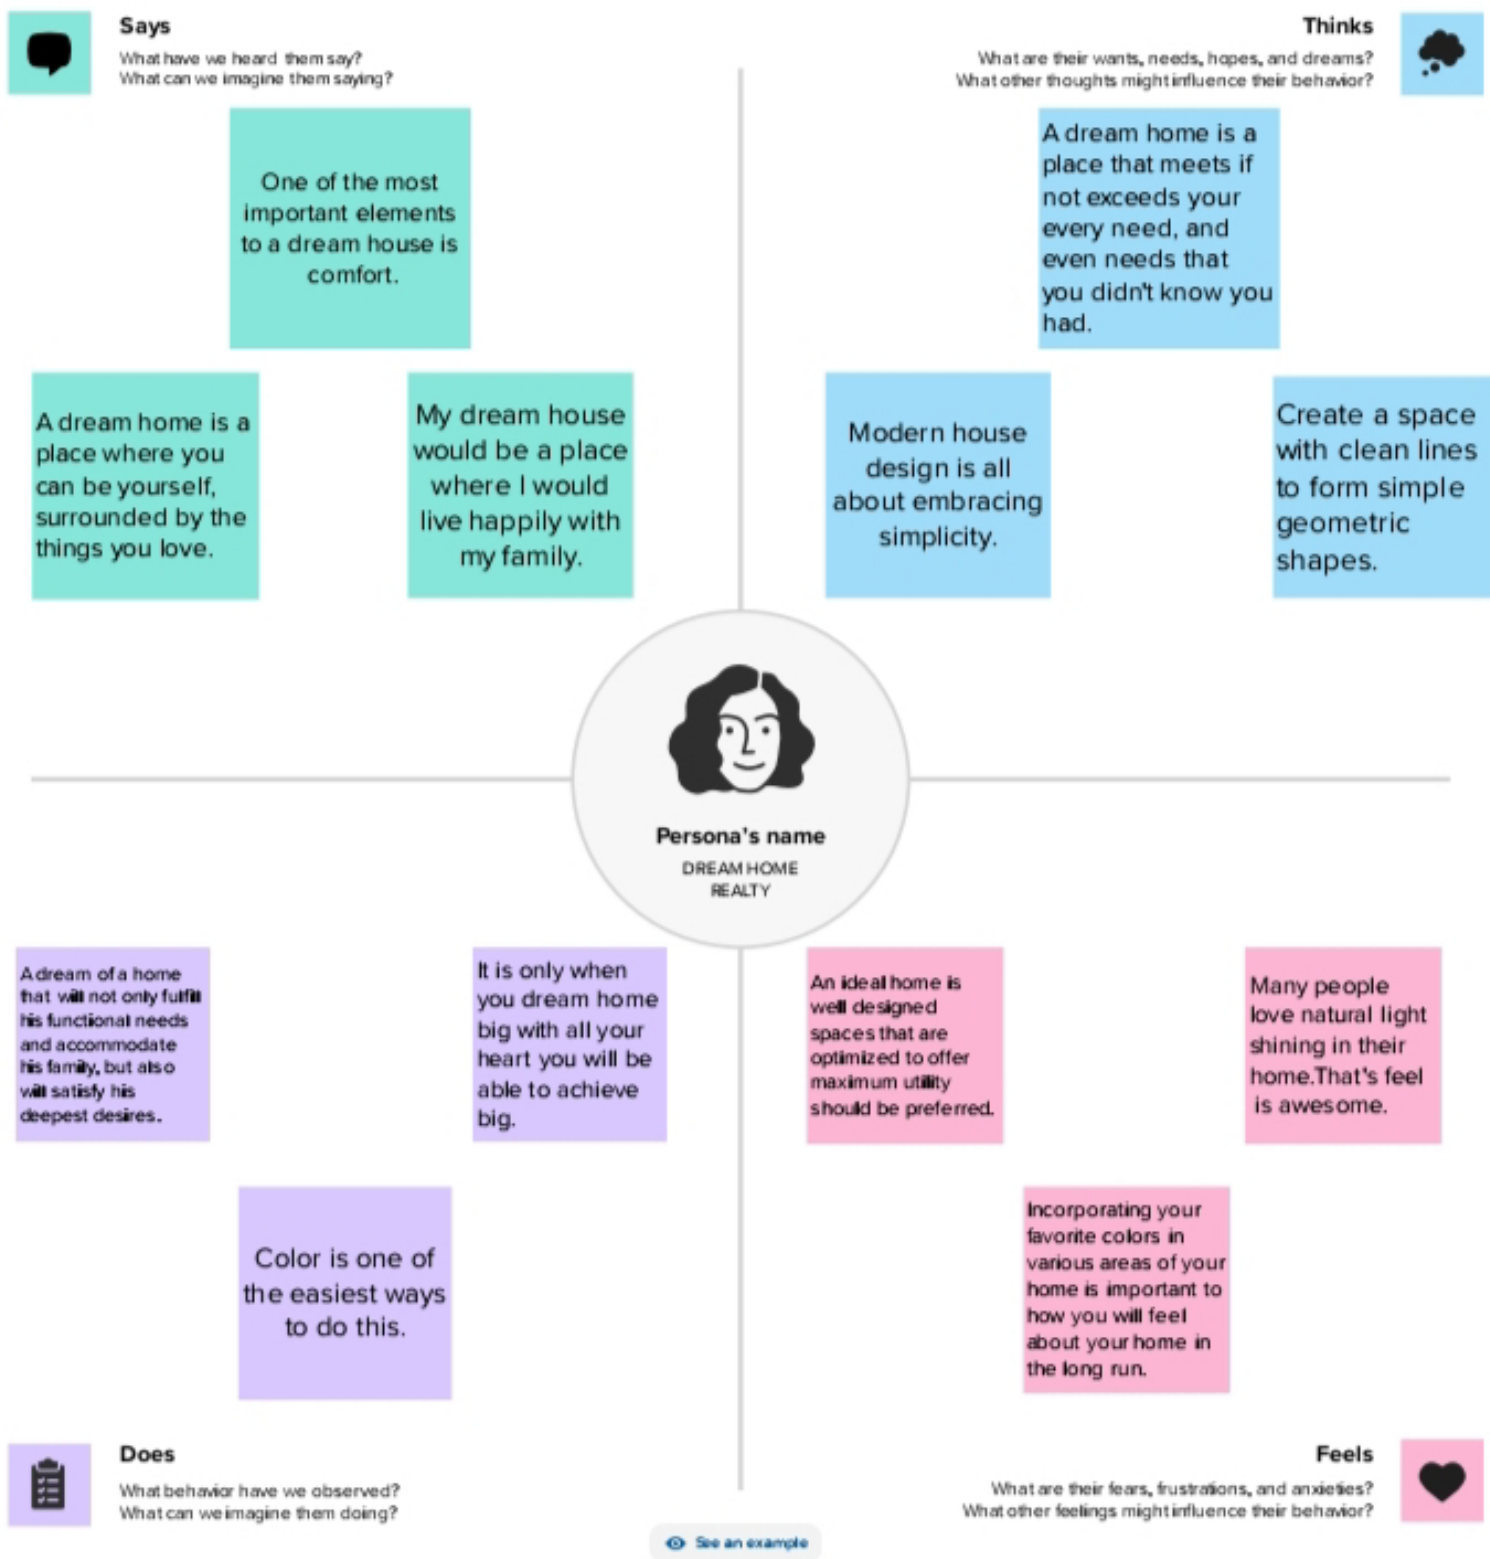 Says
What have we heard them say?
What can we imagine them saying?
One of the most
important elements
to a dream house is
comfort.
A dream home is a
place where you
can be yourself,
surrounded by the
things you love.
My dream house
would be a place
where I would
live happily with
my family.
Thinks
What are their wants, needs, hopes, and dreams?
What other thoughts might influence their behavior?
A dream home is a
place that meets if
not exceeds your
every need, and
even needs that
you didn't know you
had.
Modern house
design is all
about embracing
simplicity.
Create a space
with clean lines
to form simple
geometric
shapes.
Persona's name
DREAM HOME
REALTY
A dream of a home
that will not only fulfill
his functional needs
and accommodate
his family, but also
will satisfy his
deepest desires.
It is only when
you dream home
big with all your
heart you will be
able to achieve
big.
Color is one of
the easiest ways
to do this.
Does
What behavior have we observed?
What can we imagine them doing?
An ideal home is
well designed
spaces that are
optimized to offer
maximum utility
should be preferred.
Many people
love natural light
shining in their
home.That's feel
is awesome.
Incorporating your
favorite colors in
various areas of your
home is important to
how you will feel
about your home in
the long run.
Feels
What are their fears, frustrations, and anxieties?
What other feelings might influence their behavior?
See an example